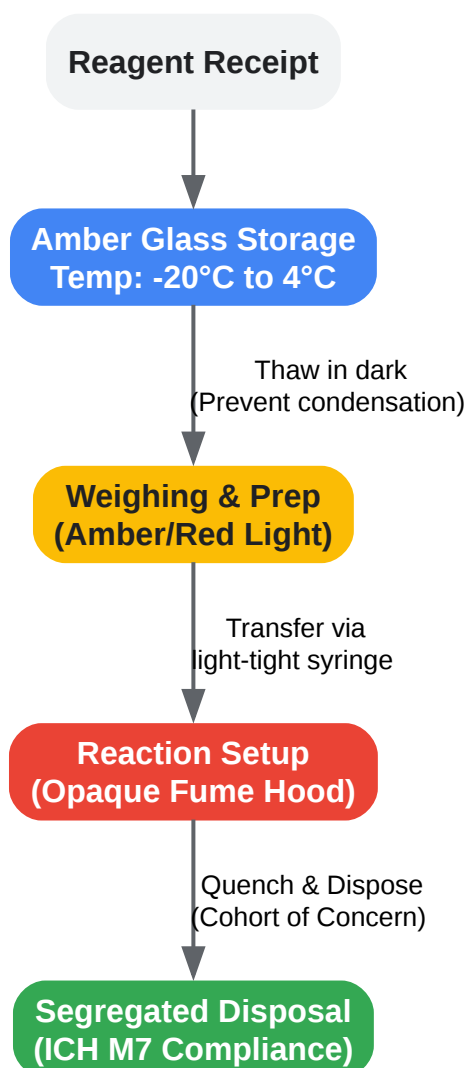 Reagent Receipt
Amber Glass Storage
Temp: -20°C to 4°C
Thaw in dark
(Prevent condensation)
Weighing & Prep
(Amber/Red Light)
Transfer via
light-tight syringe
Reaction Setup
(Opaque Fume Hood)
Quench & Dispose
(Cohort of Concern)
Segregated Disposal
(ICH M7 Compliance)